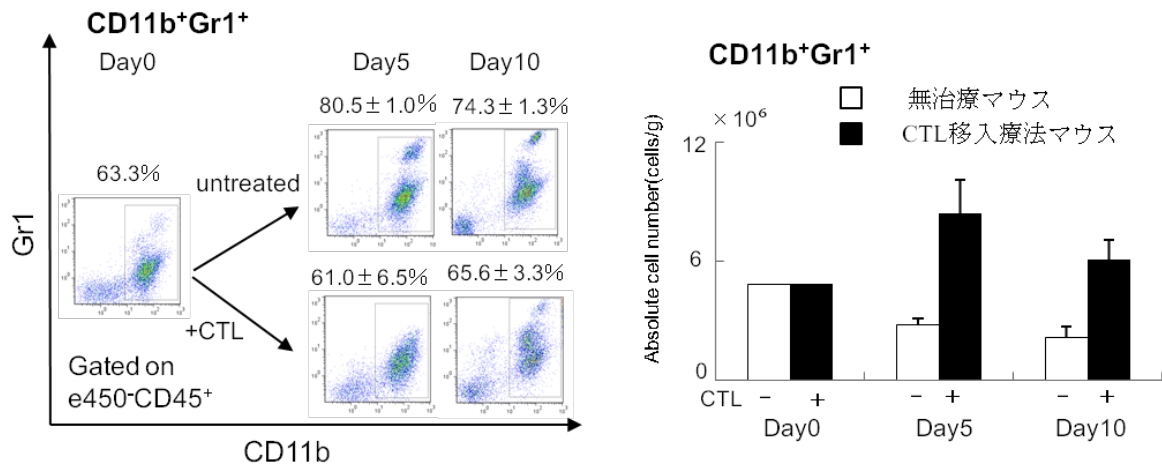 CD11b⁺Gr1⁺
Day0 Day5 Day10
80.5±1.0% 74.3±1.3%
63.3%
untreated
61.0±6.5% 65.6±3.3%
+CTL
Gated on
e450⁻CD45⁺
Gr1
CD11b
CD11b⁺Gr1⁺
無治療マウス
CTL移入療法マウス
× 10⁶
12
6
0
Absolute cell number(cells/g)
CTL − + − + − +
Day0 Day5 Day10